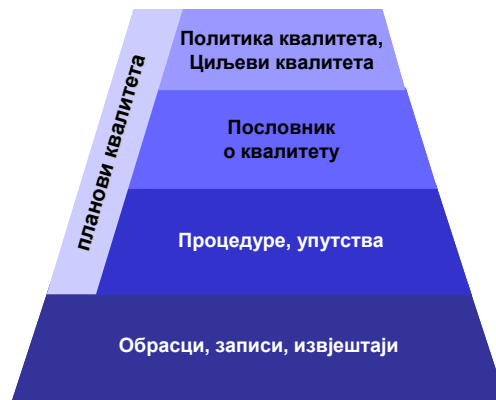 Политика квалитета,
Циљеви квалитета
планови квалитета
Пословник
о квалитету
Процедуре, упутства
Обрасци, записи, извјештаји